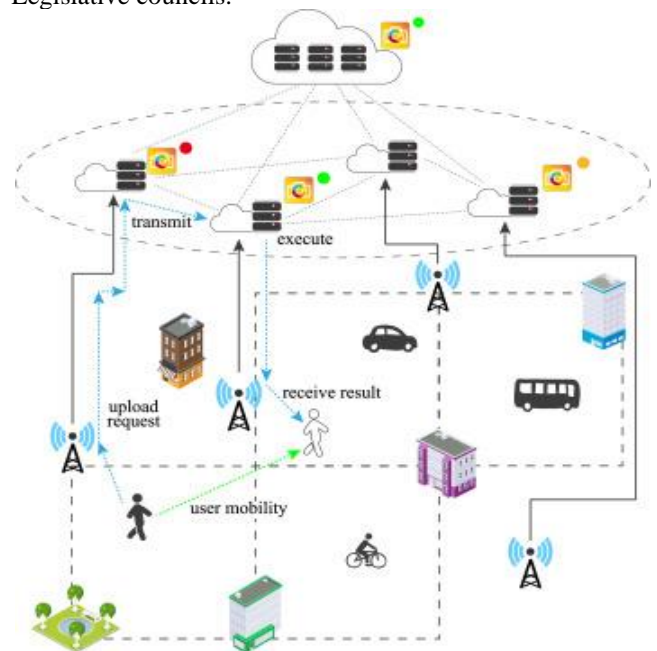 Legislative councils.
transmit
execute
receive result
upload
request
user mobility